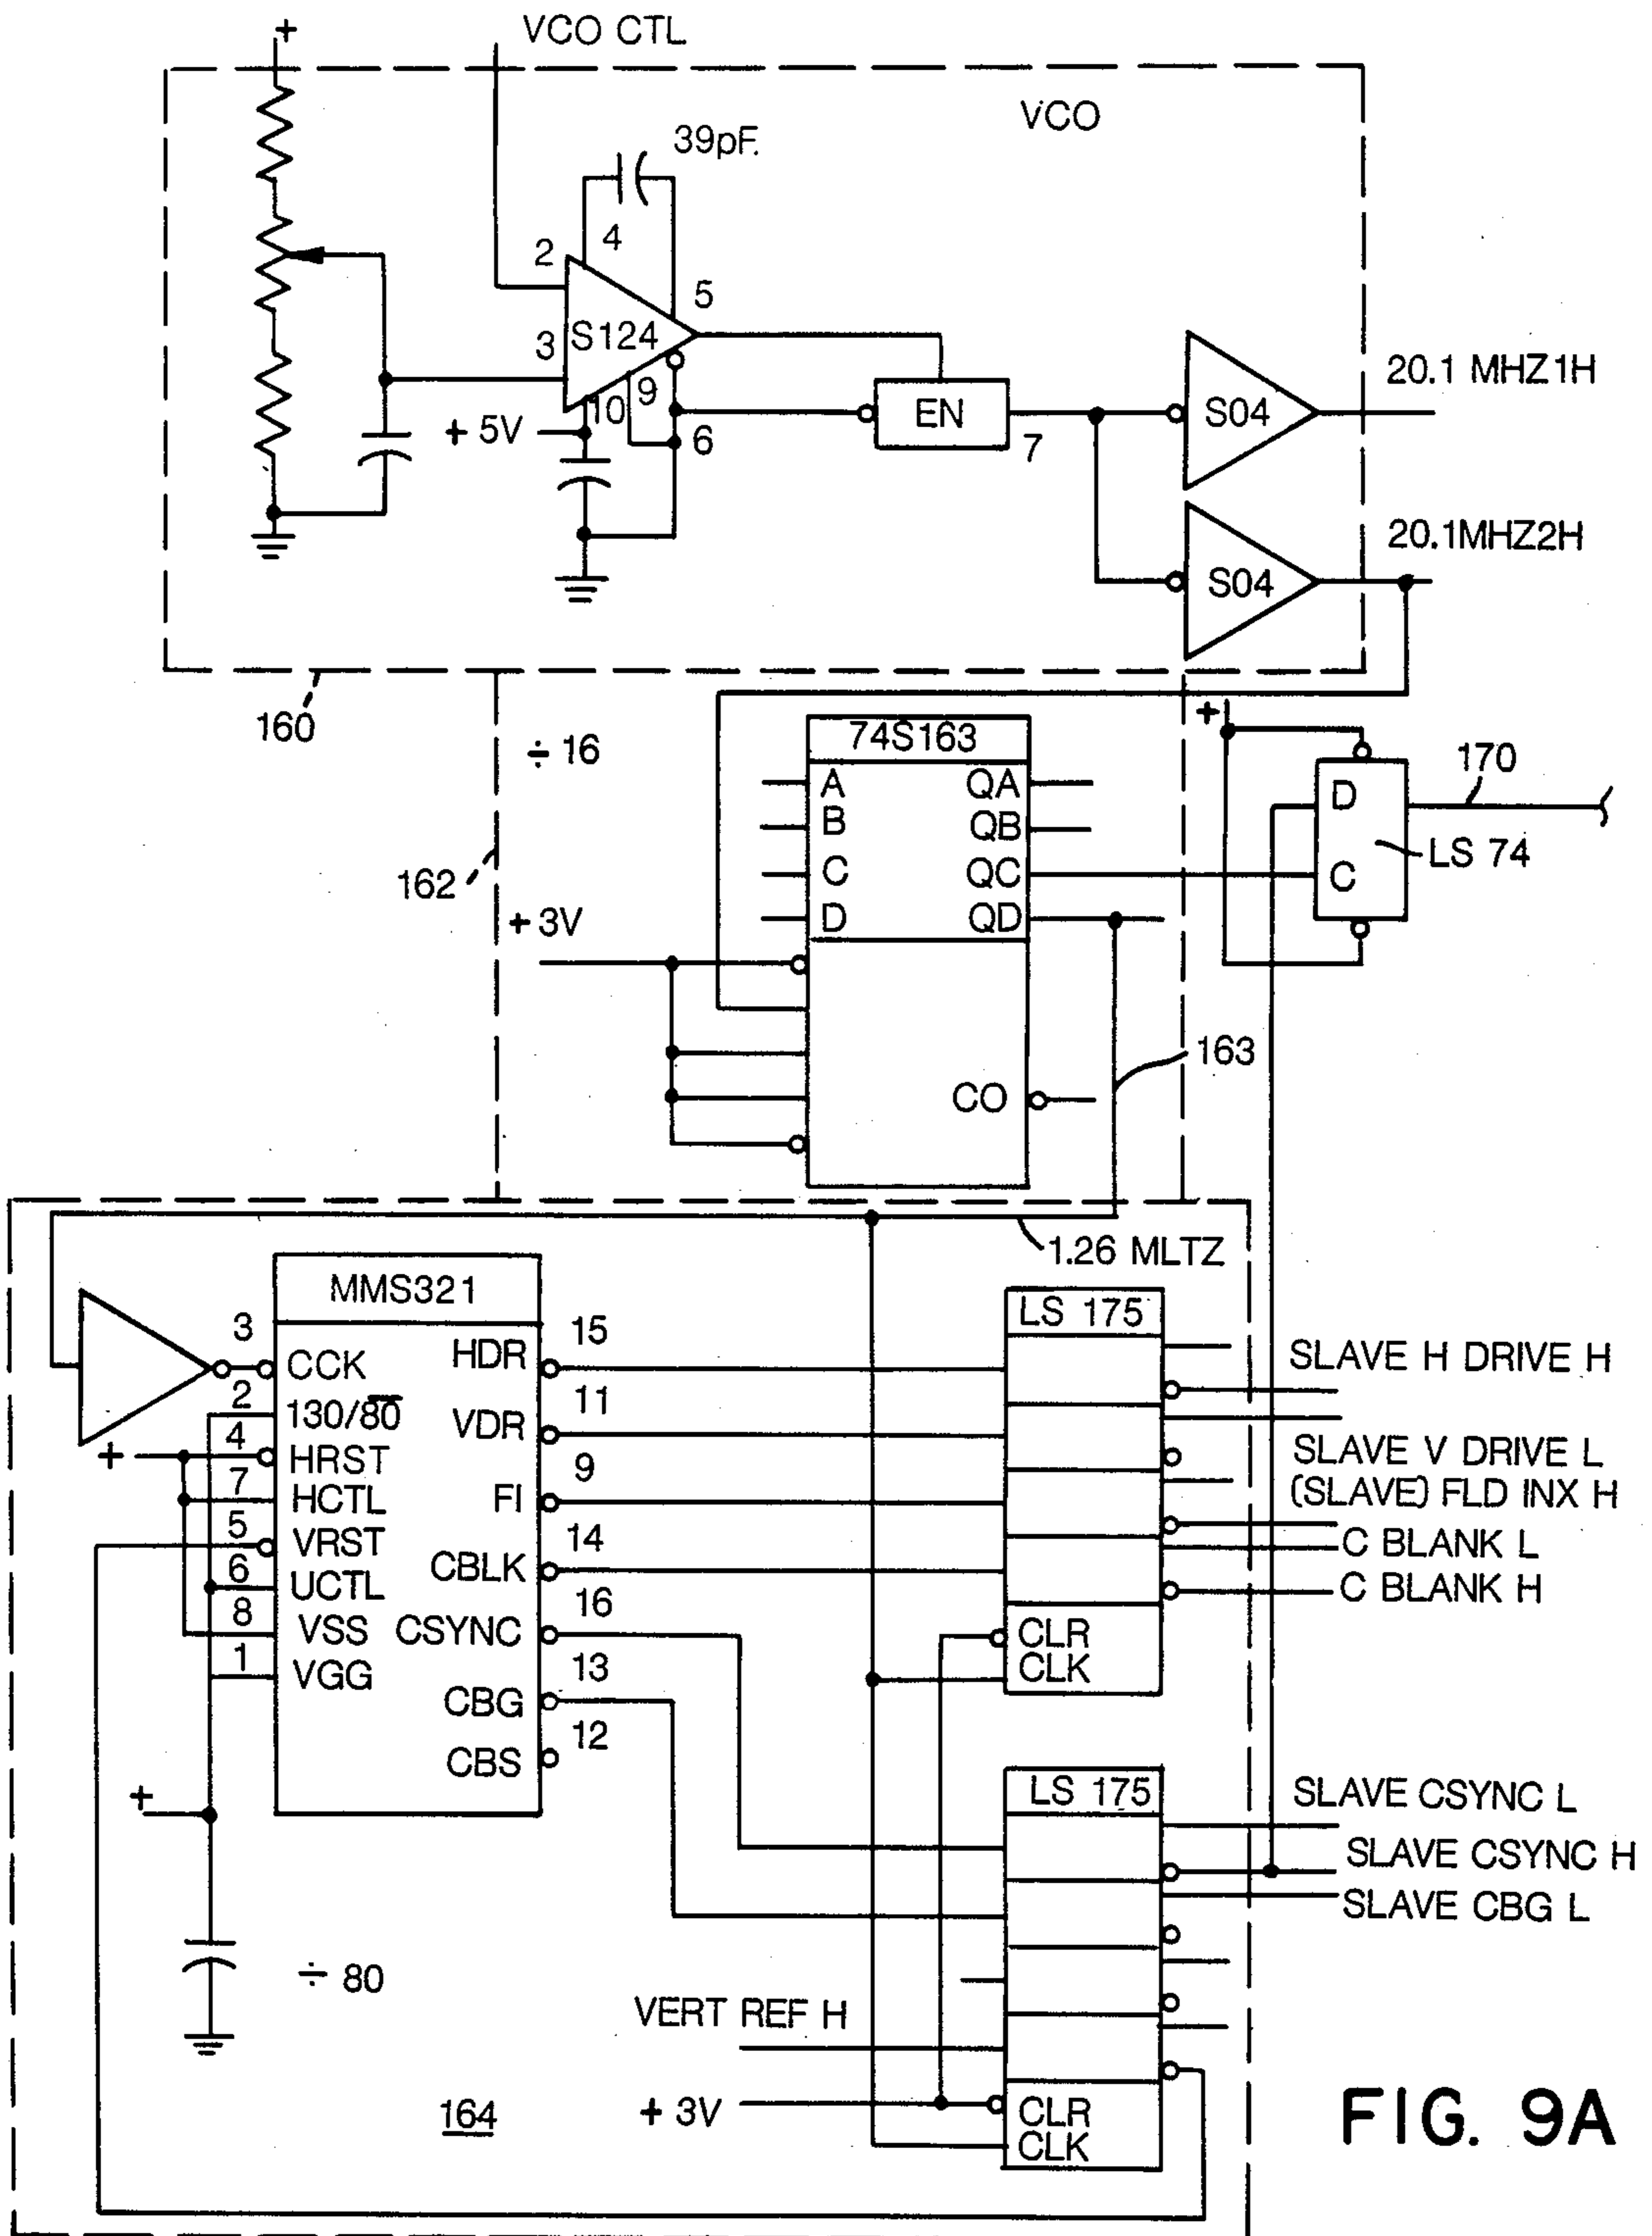 +
VCO CTL
VCO
39pF.
2
4
5
S124
3
9
10
+ 5V
6
EN
7
S04
20.1 MHZ1H
S04
20.1MHZ2H
160
÷ 16
162
74S163
A QA
B QB
C QC
D QD
CO
+ 3V
163
+
D
C
LS 74
170
1.26 MLTZ
MMS321
3 CCK
2 130/80
4 HRST
7 HCTL
5 VRST
6 UCTL
8 VSS
1 VGG
+
+
HDR 15
VDR 11
FI 9
CBLK 14
CSYNC 16
CBG 13
CBS 12
LS 175
CLR
CLK
SLAVE H DRIVE H
SLAVE V DRIVE L
(SLAVE) FLD INX H
C BLANK L
C BLANK H
LS 175
CLR
CLK
SLAVE CSYNC L
SLAVE CSYNC H
SLAVE CBG L
÷ 80
VERT REF H
+ 3V
164
FIG. 9A